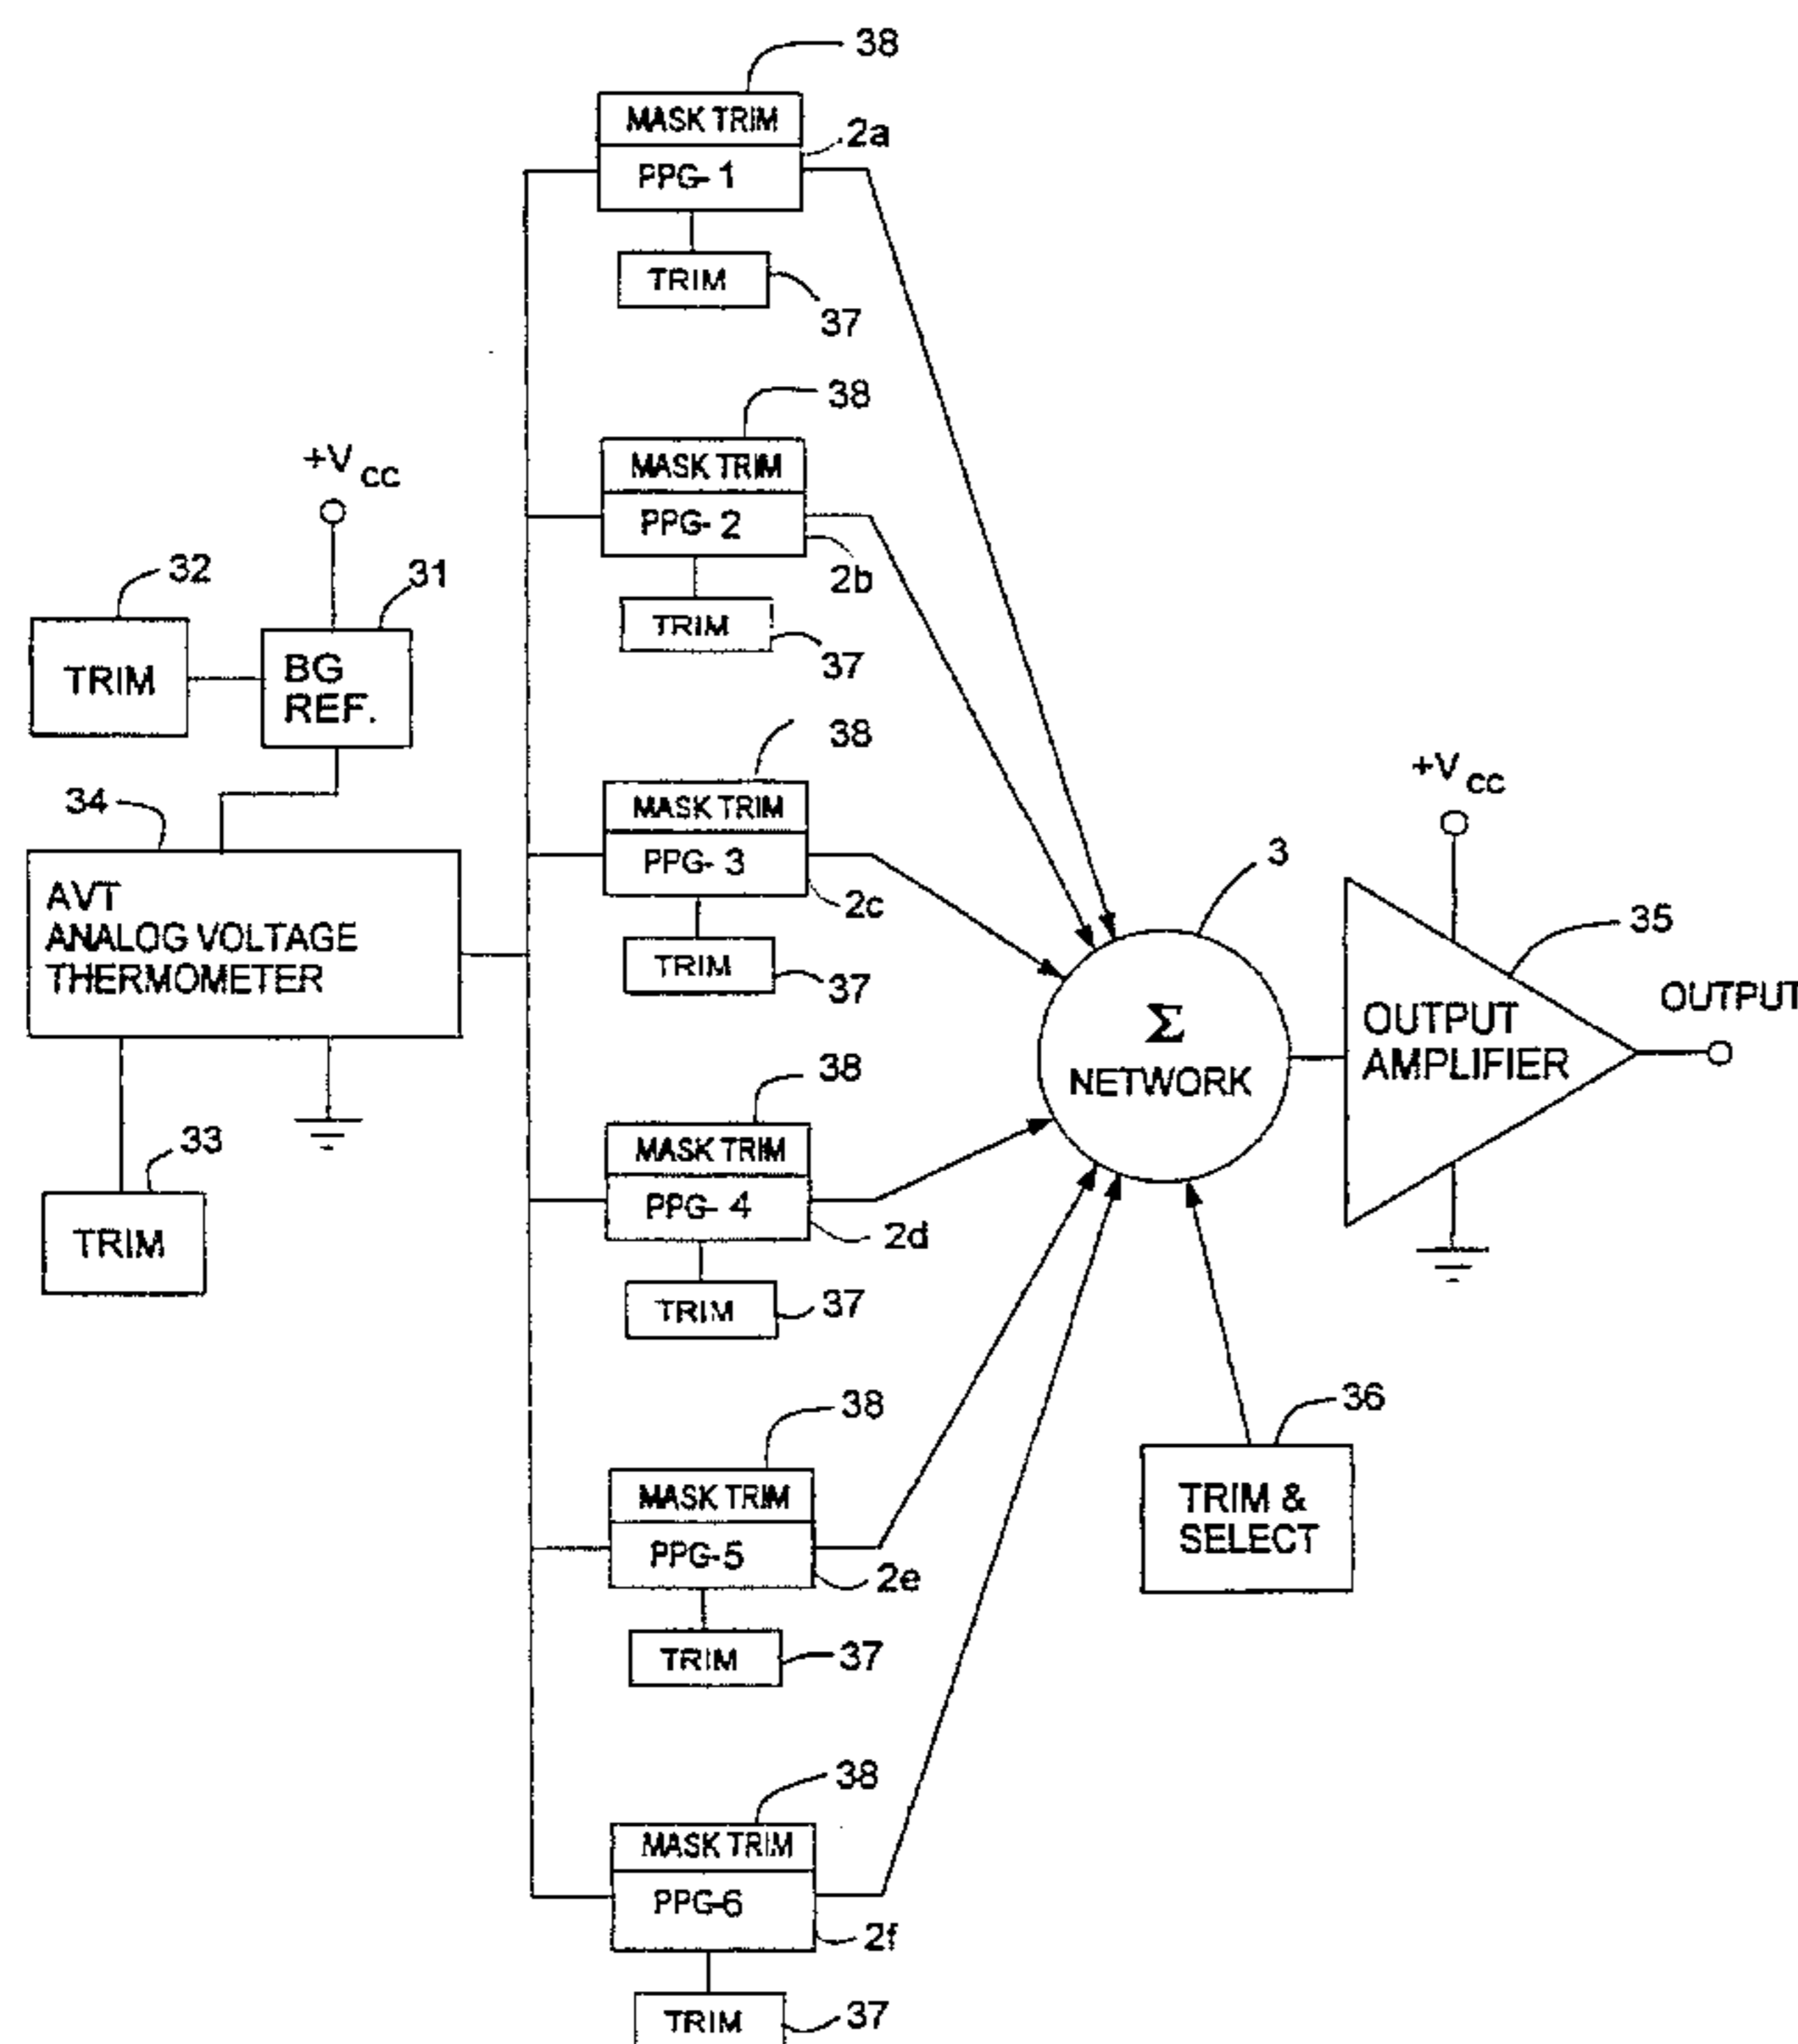 38
MASK TRIM
2a
PPG-1
TRIM
37
38
MASK TRIM
PPG-2
2b
TRIM
37
+Vcc
32
31
TRIM
BG
REF.
34
AVT
ANALOG VOLTAGE
THERMOMETER
33
TRIM
38
MASK TRIM
PPG-3
2c
TRIM
37
38
MASK TRIM
PPG-4
2d
TRIM
37
38
MASK TRIM
PPG-5
2e
TRIM
37
38
MASK TRIM
PPG-6
2f
TRIM
37
3
Σ
NETWORK
+Vcc
35
OUTPUT
AMPLIFIER
OUTPUT
36
TRIM &
SELECT